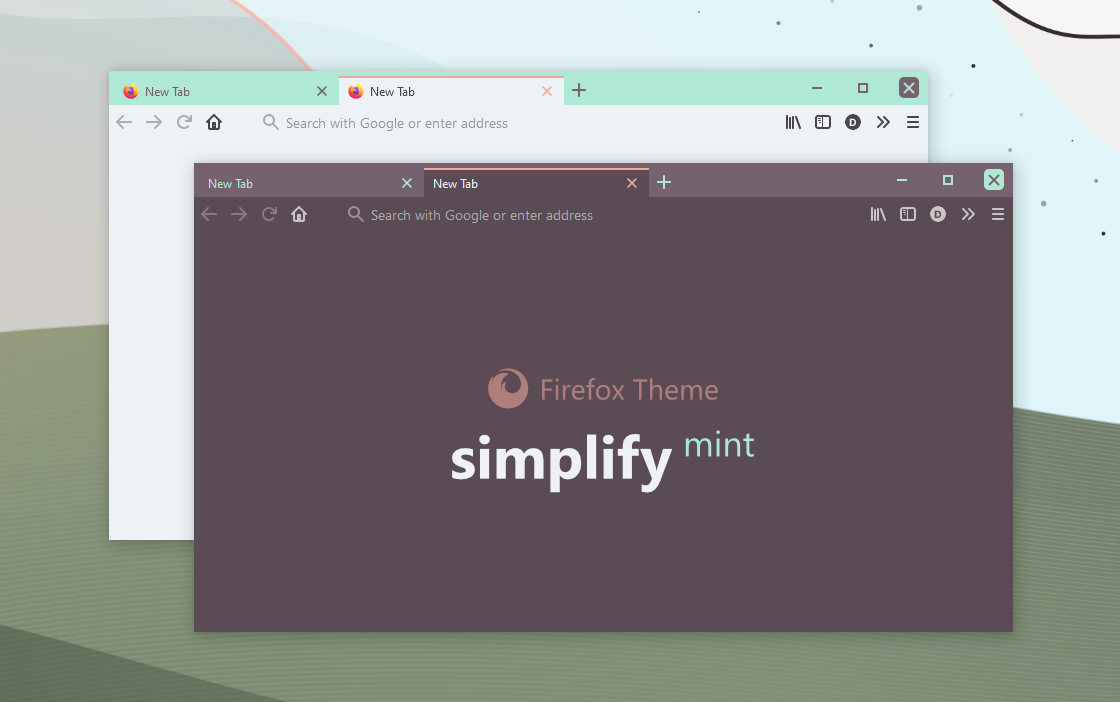 New Tab
New Tab
Search with Google or enter address
D
New Tab
New Tab
Search with Google or enter address
D
Firefox Theme
simplify mint